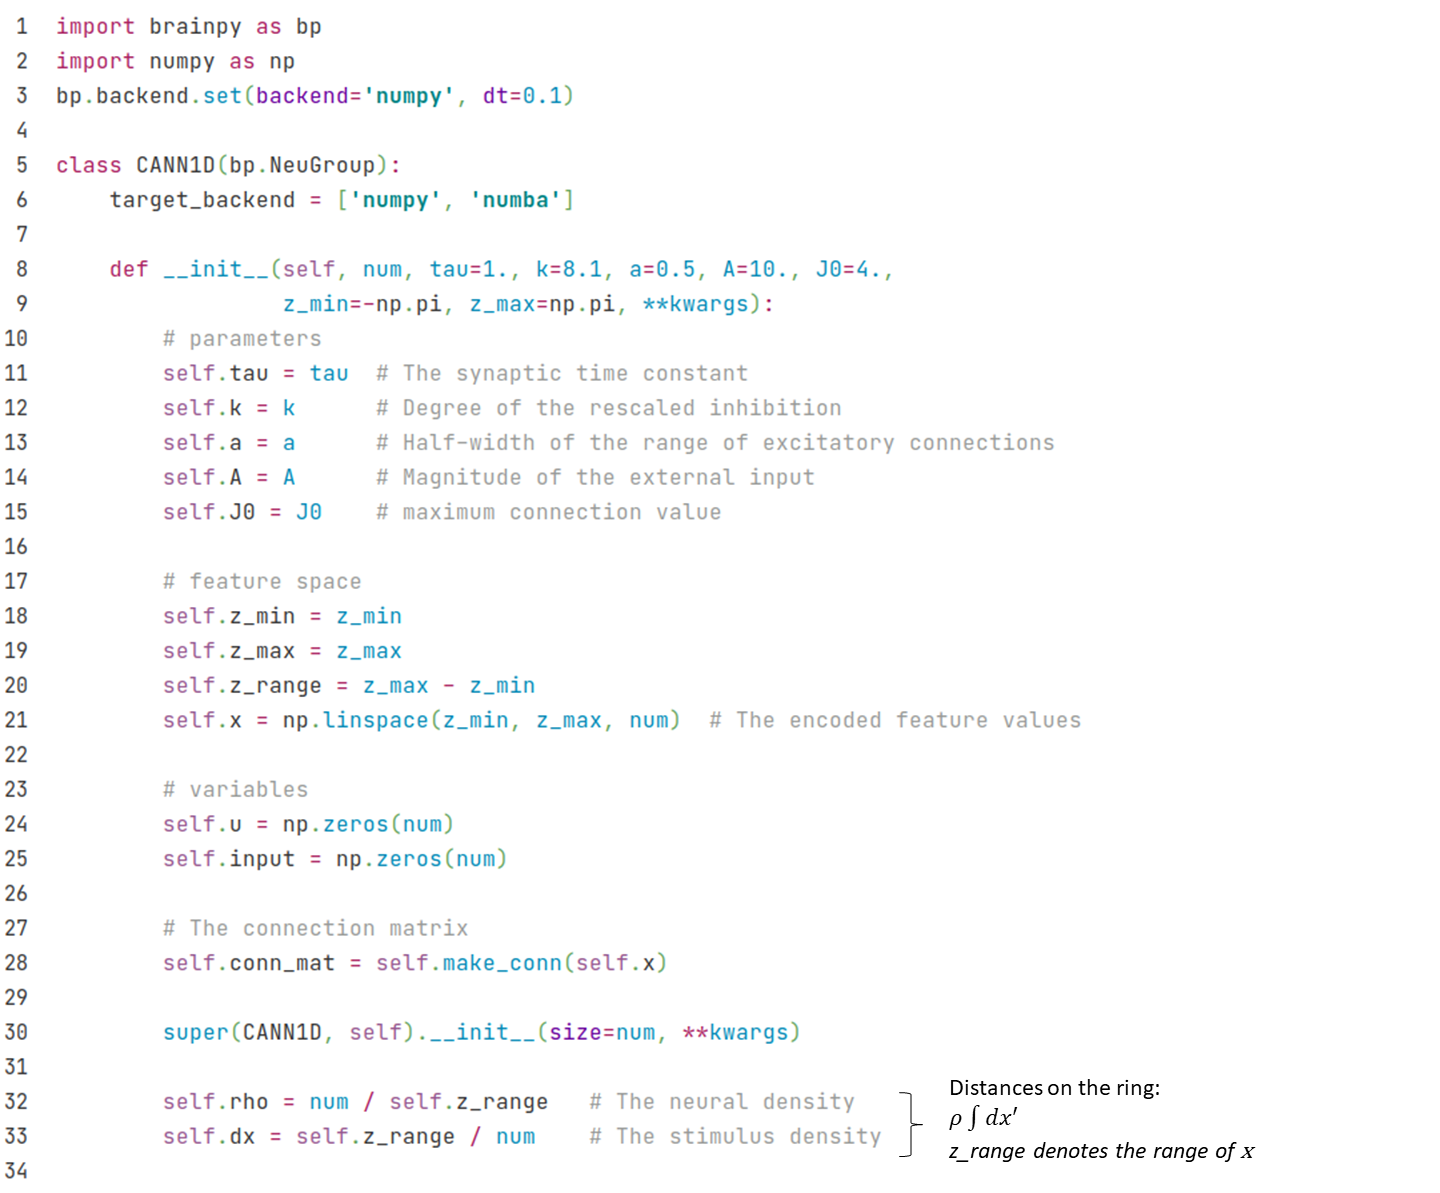 1 import brainpy as bp
2 import numpy as np
3 bp.backend.set(backend='numpy', dt=0.1)
4
5 class CANN1D(bp.NeuGroup):
6     target_backend = ['numpy', 'numba']
7
8     def __init__(self, num, tau=1., k=8.1, a=0.5, A=10., J0=4.,
9                  z_min=-np.pi, z_max=np.pi, **kwargs):
10         # parameters
11         self.tau = tau  # The synaptic time constant
12         self.k = k      # Degree of the rescaled inhibition
13         self.a = a      # Half-width of the range of excitatory connections
14         self.A = A      # Magnitude of the external input
15         self.J0 = J0    # maximum connection value
16
17         # feature space
18         self.z_min = z_min
19         self.z_max = z_max
20         self.z_range = z_max - z_min
21         self.x = np.linspace(z_min, z_max, num)  # The encoded feature values
22
23         # variables
24         self.u = np.zeros(num)
25         self.input = np.zeros(num)
26
27         # The connection matrix
28         self.conn_mat = self.make_conn(self.x)
29
30         super(CANN1D, self).__init__(size=num, **kwargs)
31
32         self.rho = num / self.z_range   # The neural density
33         self.dx = self.z_range / num    # The stimulus density
34
Distances on the ring:
ρ ∫ dx′
z_range denotes the range of x